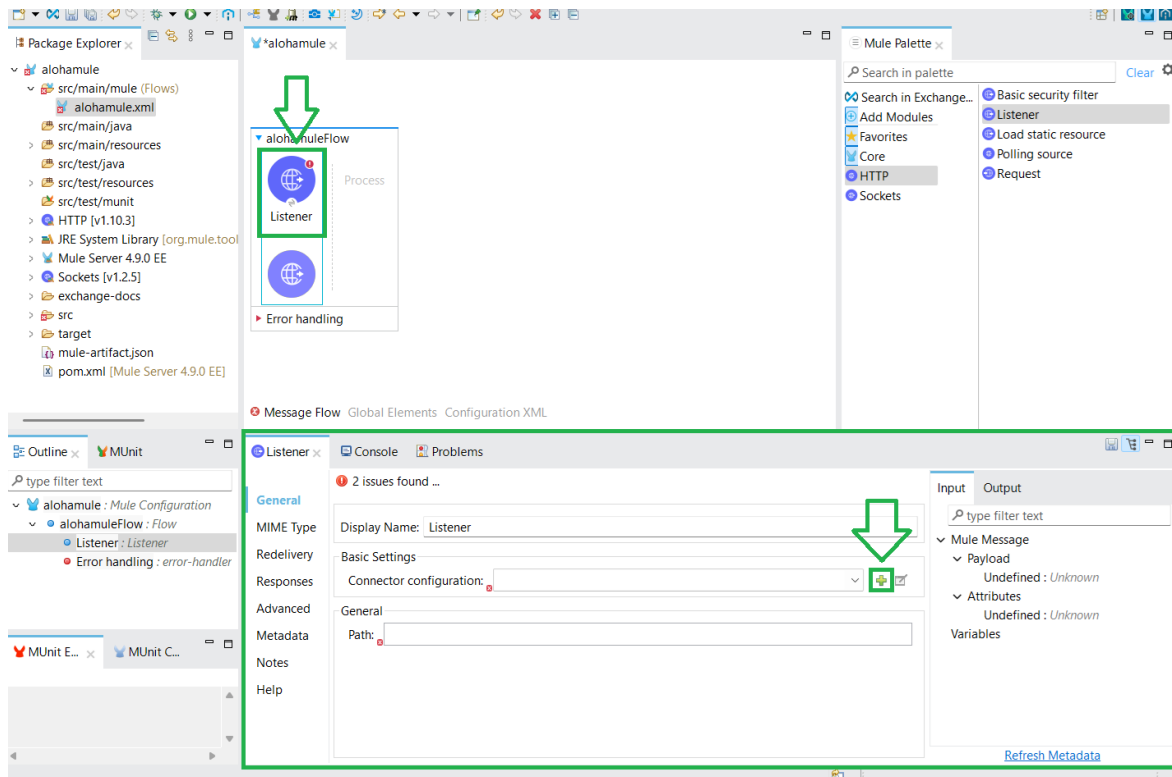 Package Explorer
alohamule
src/main/mule (Flows)
alohamule.xml
src/main/java
src/main/resources
src/test/java
src/test/resources
src/test/munit
HTTP [v1.10.3]
JRE System Library [org.mule.tool
Mule Server 4.9.0 EE
Sockets [v1.2.5]
exchange-docs
src
target
mule-artifact.json
pom.xml [Mule Server 4.9.0 EE]
*alohamule
alohamuleFlow
Process
Listener
Error handling
Message Flow Global Elements Configuration XML
Mule Palette
Search in palette
Clear
Search in Exchange...
Add Modules
Favorites
Core
HTTP
Sockets
Basic security filter
Listener
Load static resource
Polling source
Request
Outline MUnit
type filter text
alohamule : Mule Configuration
alohamuleFlow : Flow
Listener : Listener
Error handling : error-handler
MUnit E... MUnit C...
Listener Console Problems
2 issues found ...
General
MIME Type
Redelivery
Responses
Advanced
Metadata
Notes
Help
Display Name: Listener
Basic Settings
Connector configuration:
General
Path:
Input Output
type filter text
Mule Message
Payload
Undefined : Unknown
Attributes
Undefined : Unknown
Variables
Refresh Metadata